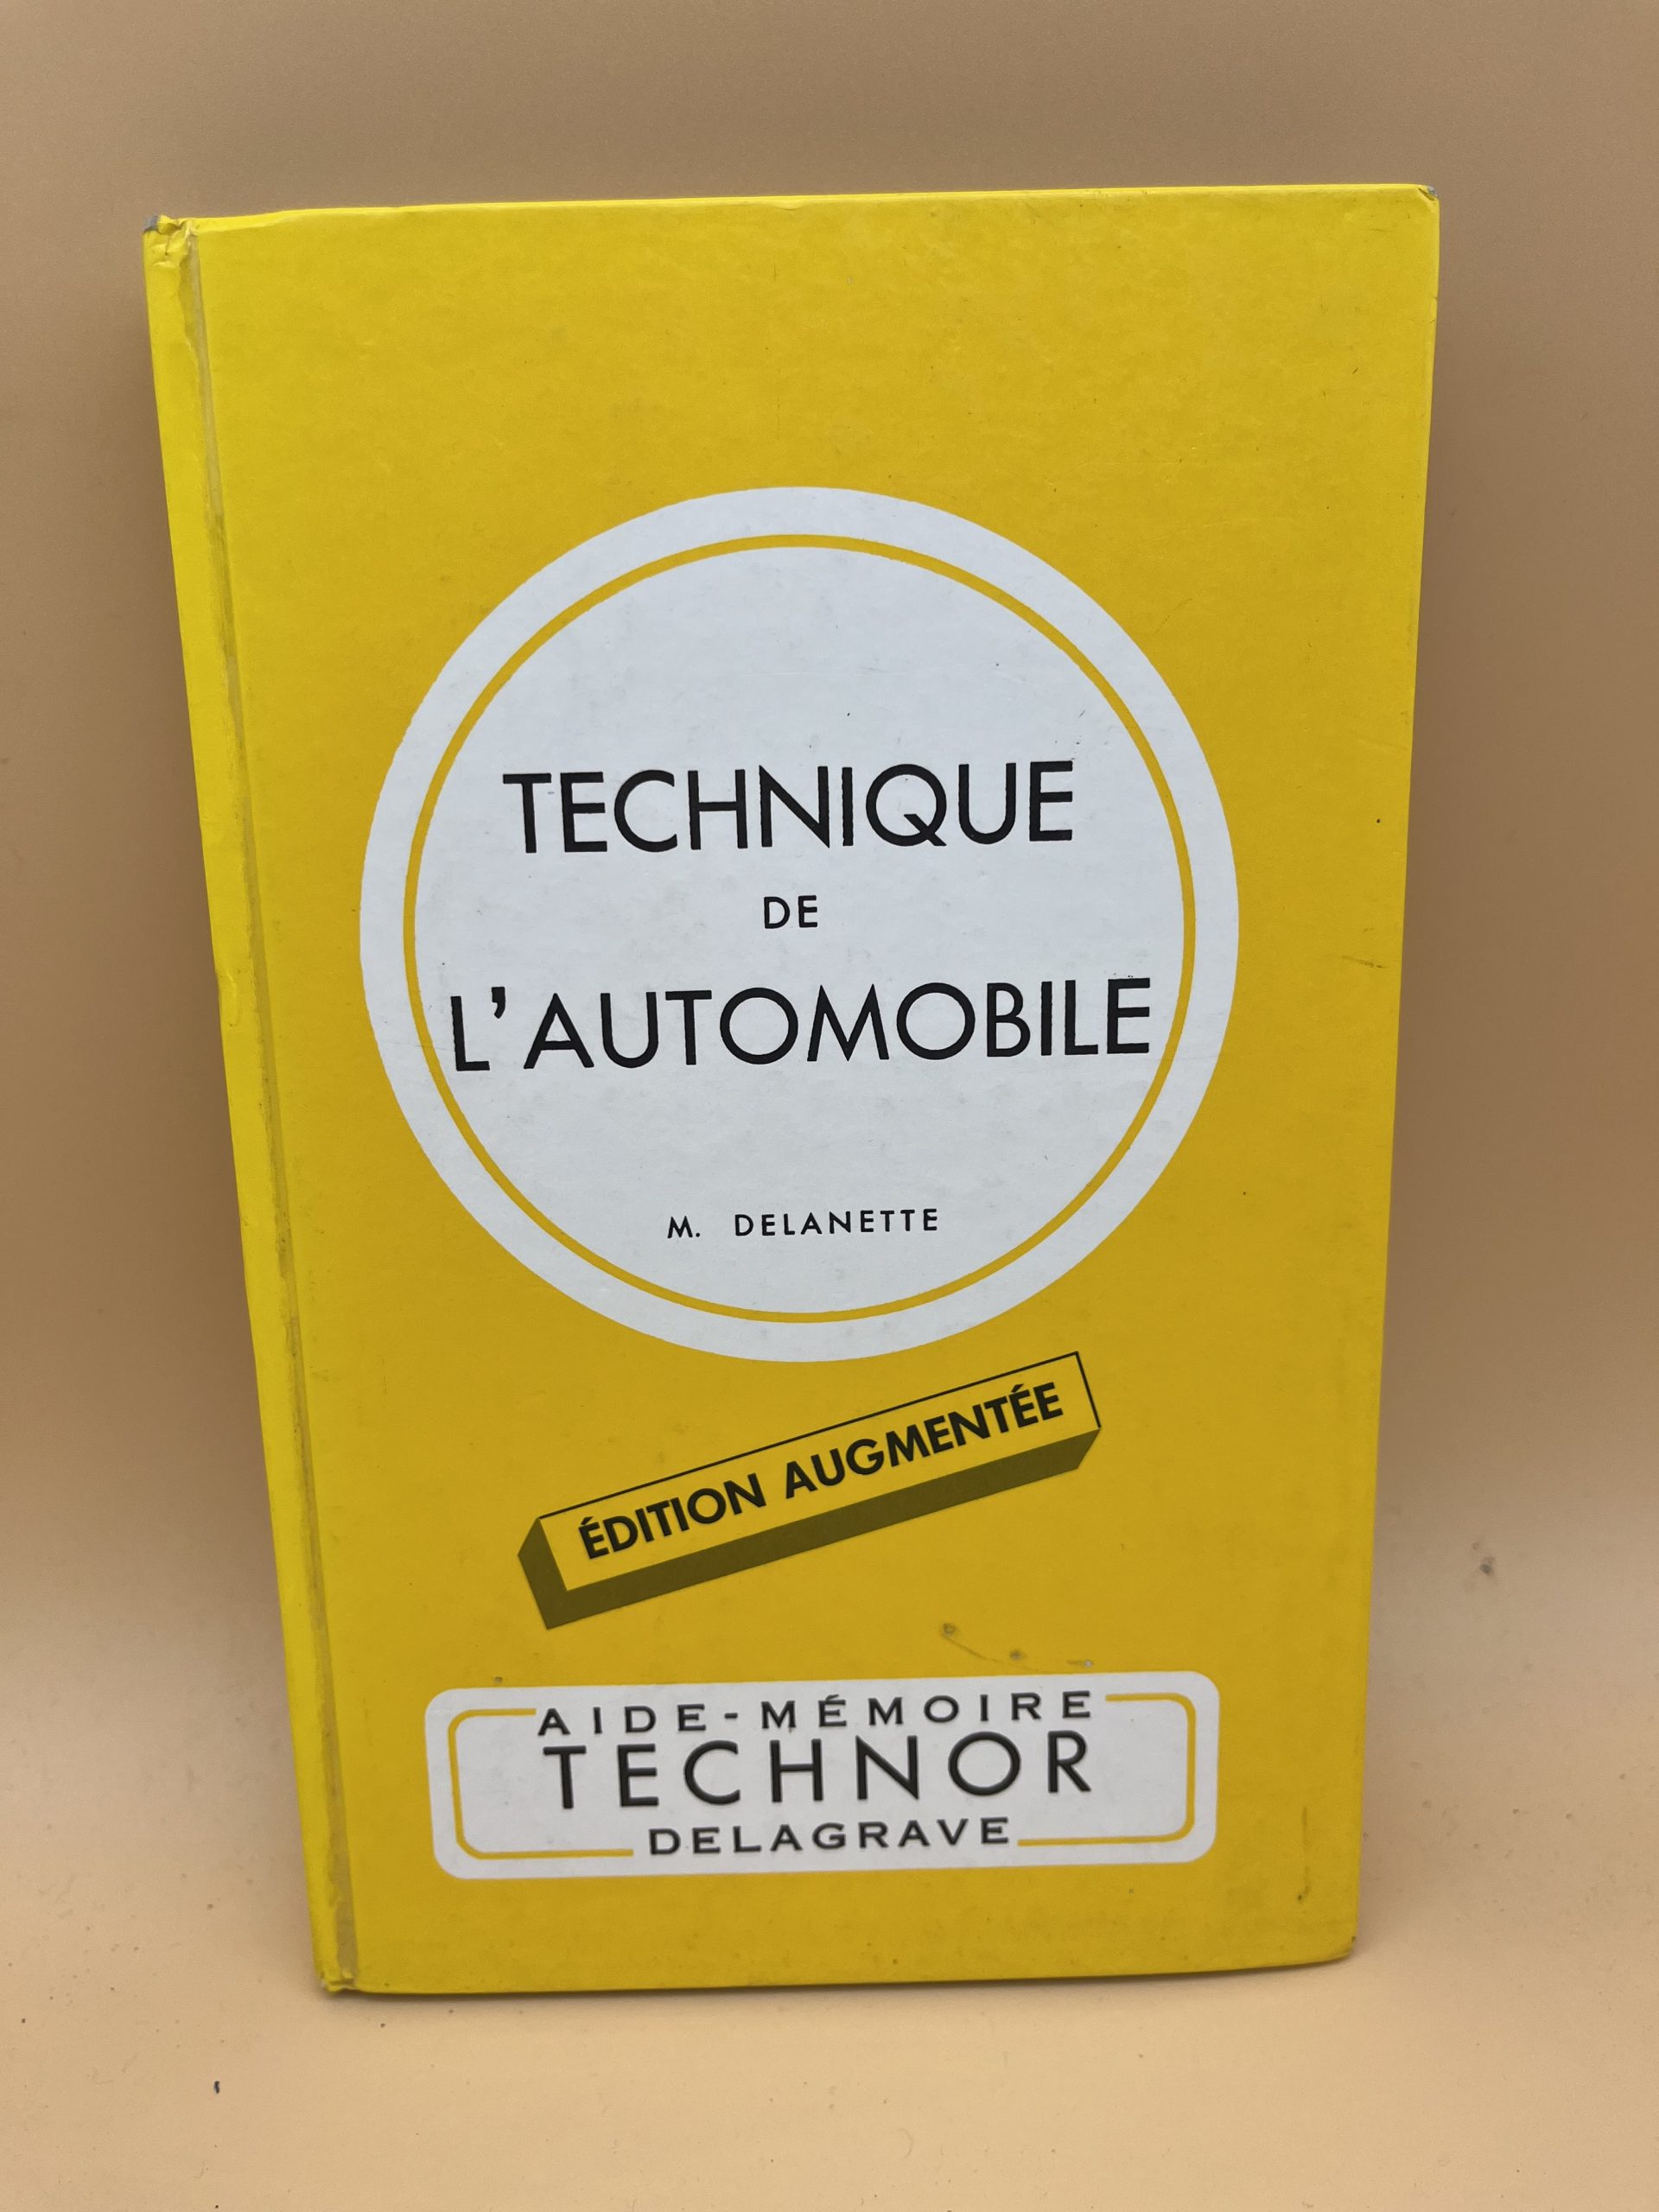 TECHNIQUE
DE
L'AUTOMOBILE
M. DELANETTE
ÉDITION AUGMENTÉE
AIDE-MÉMOIRE
TECHNOR
DELAGRAVE